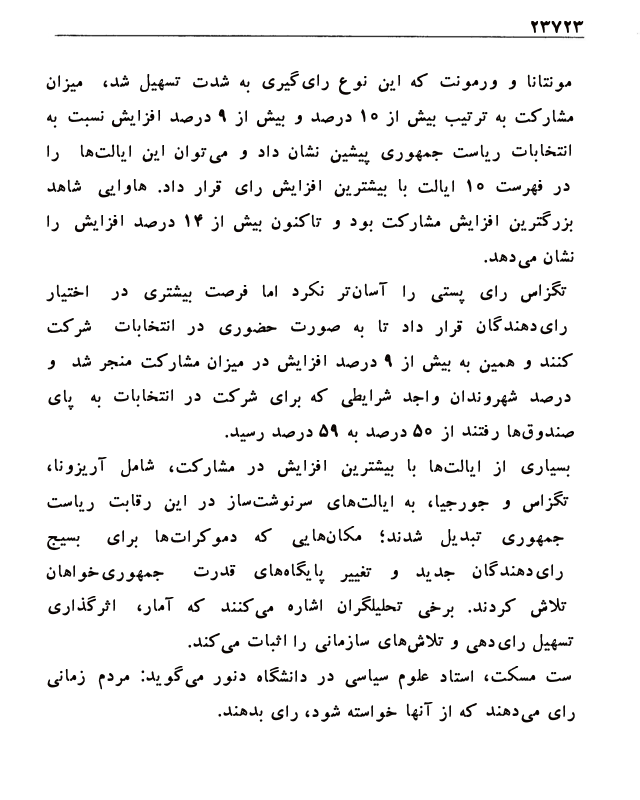 ۲۳۷۲۳
مونتانا و ورمونت که این نوع رای‌گیری به شدت تسهیل شد، میزان
مشارکت به ترتیب بیش از ۱۰ درصد و بیش از ۹ درصد افزایش نسبت به
انتخابات ریاست جمهوری پیشین نشان داد و می‌توان این ایالت‌ها را
در فهرست ۱۰ ایالت با بیشترین افزایش رای قرار داد. هاوایی شاهد
بزرگترین افزایش مشارکت بود و تاکنون بیش از ۱۴ درصد افزایش را
نشان می‌دهد.
تگزاس رای پستی را آسان‌تر نکرد اما فرصت بیشتری در اختیار
رای‌دهندگان قرار داد تا به صورت حضوری در انتخابات شرکت
کنند و همین به بیش از ۹ درصد افزایش در میزان مشارکت منجر شد و
درصد شهروندان واجد شرایطی که برای شرکت در انتخابات به پای
صندوق‌ها رفتند از ۵۰ درصد به ۵۹ درصد رسید.
بسیاری از ایالت‌ها با بیشترین افزایش در مشارکت، شامل آریزونا،
تگزاس و جورجیا، به ایالت‌های سرنوشت‌ساز در این رقابت ریاست
جمهوری تبدیل شدند؛ مکان‌هایی که دموکرات‌ها برای بسیج
رای‌دهندگان جدید و تغییر پایگاه‌های قدرت جمهوری‌خواهان
تلاش کردند. برخی تحلیلگران اشاره می‌کنند که آمار، اثرگذاری
تسهیل رای‌دهی و تلاش‌های سازمانی را اثبات می‌کند.
ست مسکت، استاد علوم سیاسی در دانشگاه دنور می‌گوید: مردم زمانی
رای می‌دهند که از آنها خواسته شود، رای بدهند.